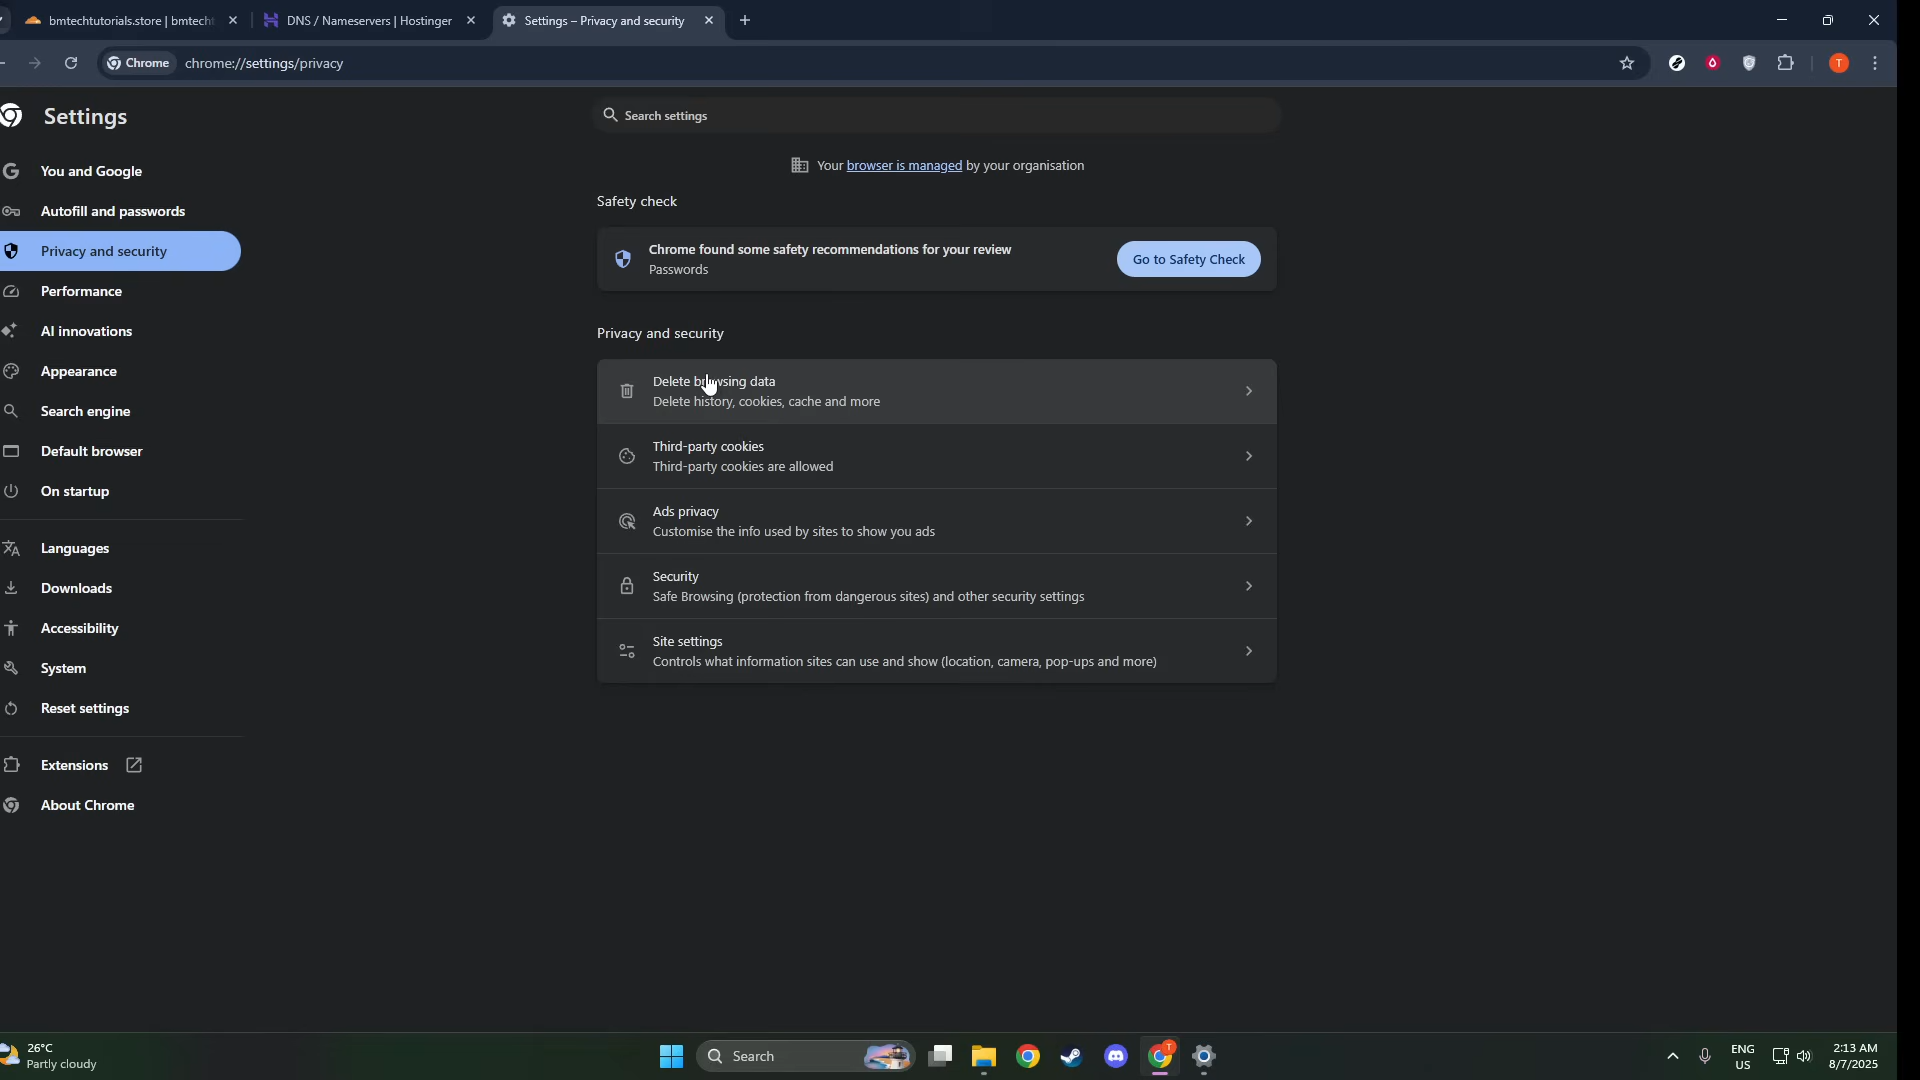 bmtechtutorials.store | bmtech
DNS / Nameservers | Hostinger
Settings – Privacy and security
Chrome
chrome://settings/privacy
T
Settings
Search settings
Your browser is managed by your organisation
You and Google
Autofill and passwords
Privacy and security
Performance
AI innovations
Appearance
Search engine
Default browser
On startup
Languages
Downloads
Accessibility
System
Reset settings
Extensions
About Chrome
Safety check
Chrome found some safety recommendations for your review
Passwords
Go to Safety Check
Privacy and security
Delete browsing data
Delete history, cookies, cache and more
Third-party cookies
Third-party cookies are allowed
Ads privacy
Customise the info used by sites to show you ads
Security
Safe Browsing (protection from dangerous sites) and other security settings
Site settings
Controls what information sites can use and show (location, camera, pop-ups and more)
26°C
Partly cloudy
Search
T
ENG
US
2:13 AM
8/7/2025